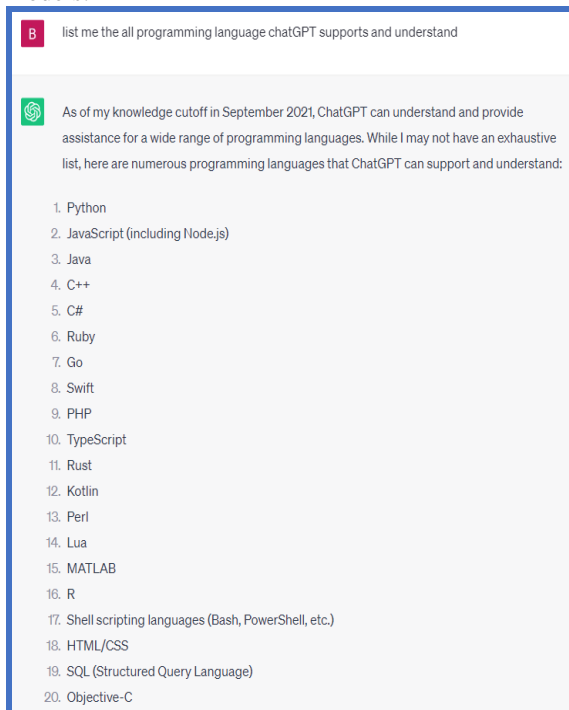 B
list me the all programming language chatGPT supports and understand
As of my knowledge cutoff in September 2021, ChatGPT can understand and provide
assistance for a wide range of programming languages. While I may not have an exhaustive
list, here are numerous programming languages that ChatGPT can support and understand:
1. Python
2. JavaScript (including Node.js)
3. Java
4. C++
5. C#
6. Ruby
7. Go
8. Swift
9. PHP
10. TypeScript
11. Rust
12. Kotlin
13. Perl
14. Lua
15. MATLAB
16. R
17. Shell scripting languages (Bash, PowerShell, etc.)
18. HTML/CSS
19. SQL (Structured Query Language)
20. Objective-C